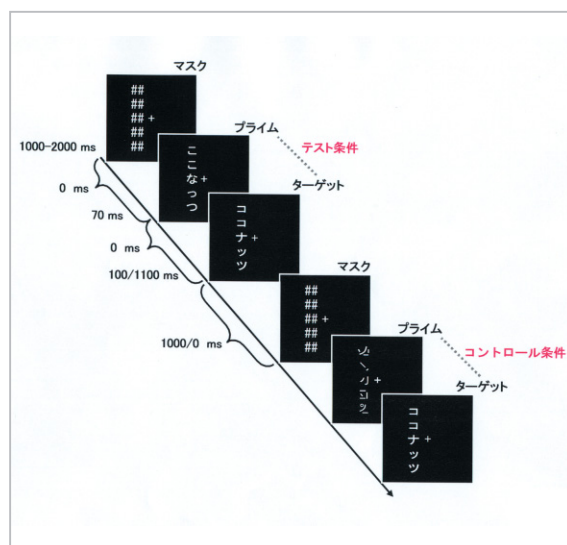 マスク
##
##
## +
##
##
プライム
テスト条件
ここなっつ
+
ターゲット
ココナッツ
+
1000-2000 ms
0 ms
70 ms
0 ms
100/1100 ms
1000/0 ms
マスク
##
##
## +
##
##
プライム
コントロール条件
+
ターゲット
ココナッツ
+